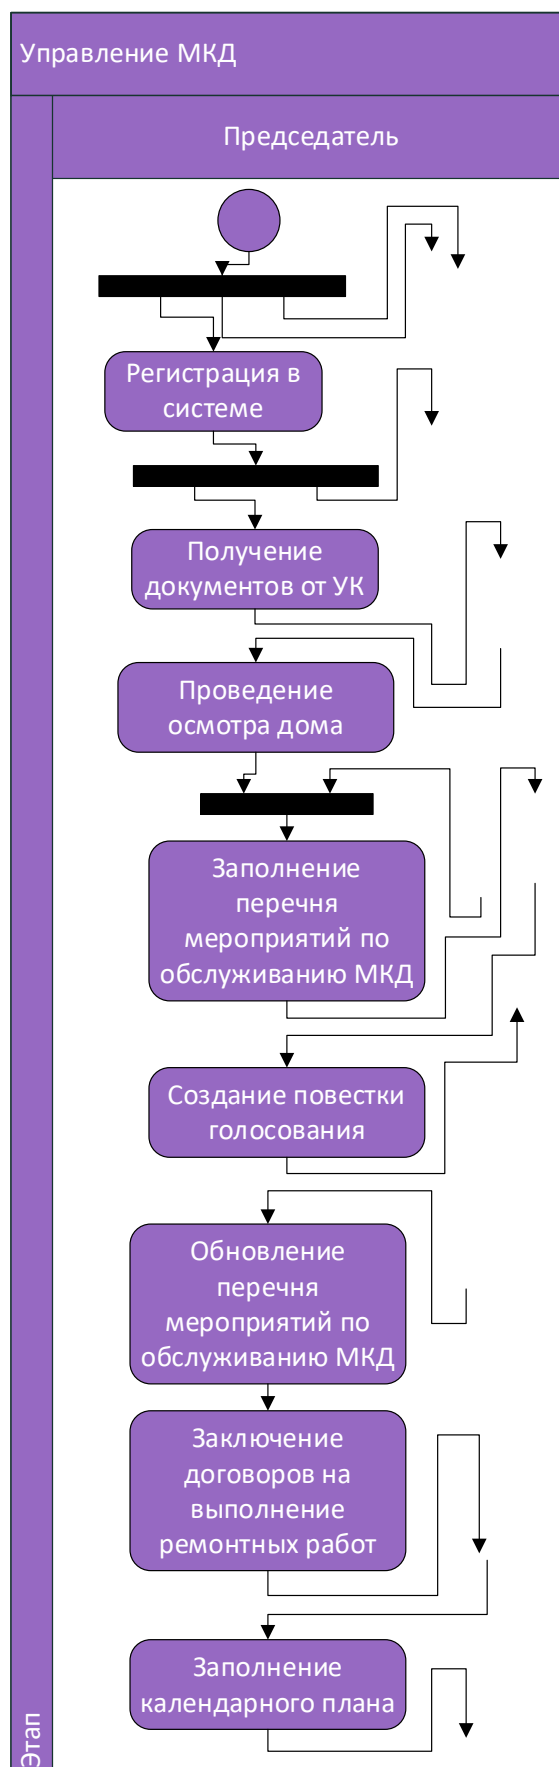 Управление МКД
Председатель
Регистрация в
системе
Получение
документов от УК
Проведение
осмотра дома
Заполнение
перечня
мероприятий по
обслуживанию МКД
Создание повестки
голосования
Обновление
перечня
мероприятий по
обслуживанию МКД
Заключение
договоров на
выполнение
ремонтных работ
Заполнение
календарного плана
Этап